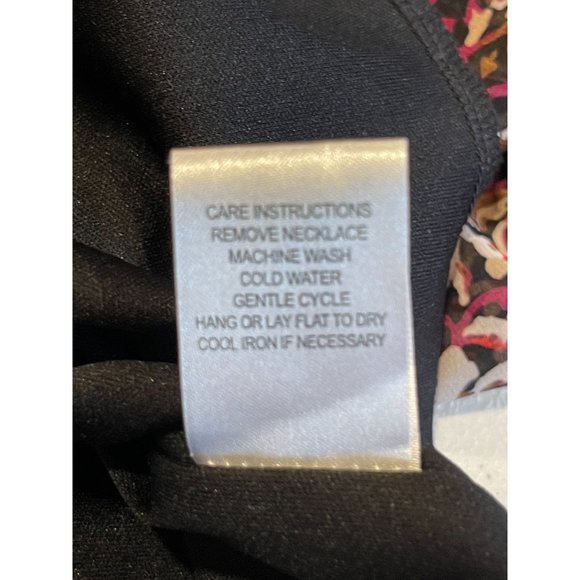 CARE INSTRUCTIONS
REMOVE NECKLACE
MACHINE WASH
COLD WATER
GENTLE CYCLE
HANG OR LAY FLAT TO DRY
COOL IRON IF NECESSARY